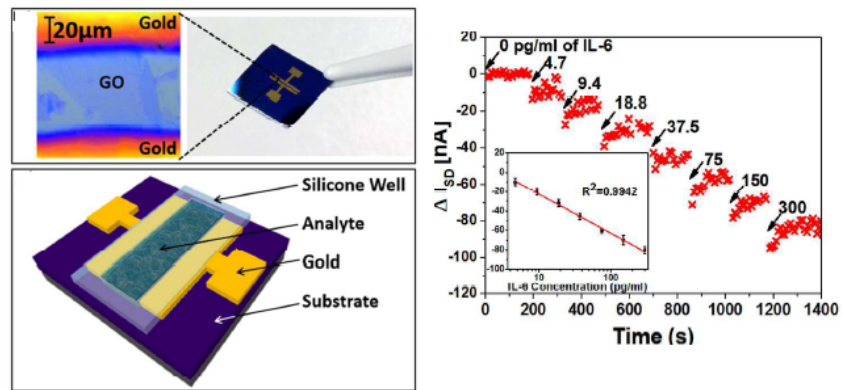 Gold
20μm
GO
Gold
Silicone Well
Analyte
Gold
Substrate
20
0
-20
-40
-60
-80
-100
-120
Δ I_SD [nA]
0 pg/ml of IL-6
4.7
9.4
18.8
37.5
75
150
300
0
-20
-40
-60
-80
-100
R²=0.9942
10
100
IL-6 Concentration (pg/ml)
0 200 400 600 800 1000 1200 1400
Time (s)